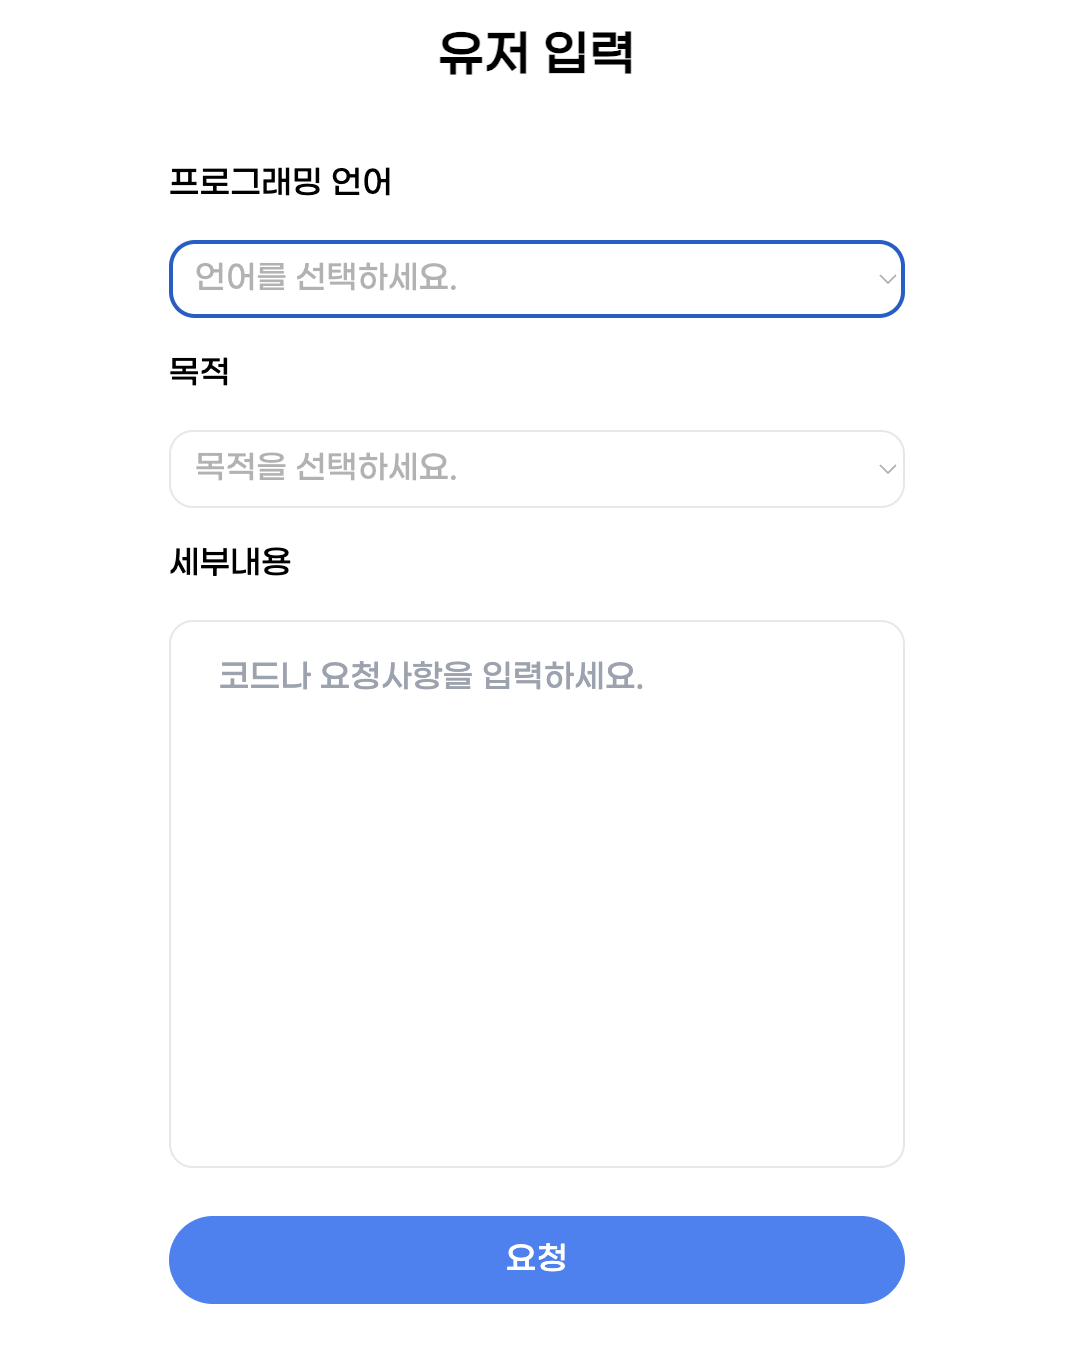 유저 입력
프로그래밍 언어
언어를 선택하세요.
목적
목적을 선택하세요.
세부내용
코드나 요청사항을 입력하세요.
요청